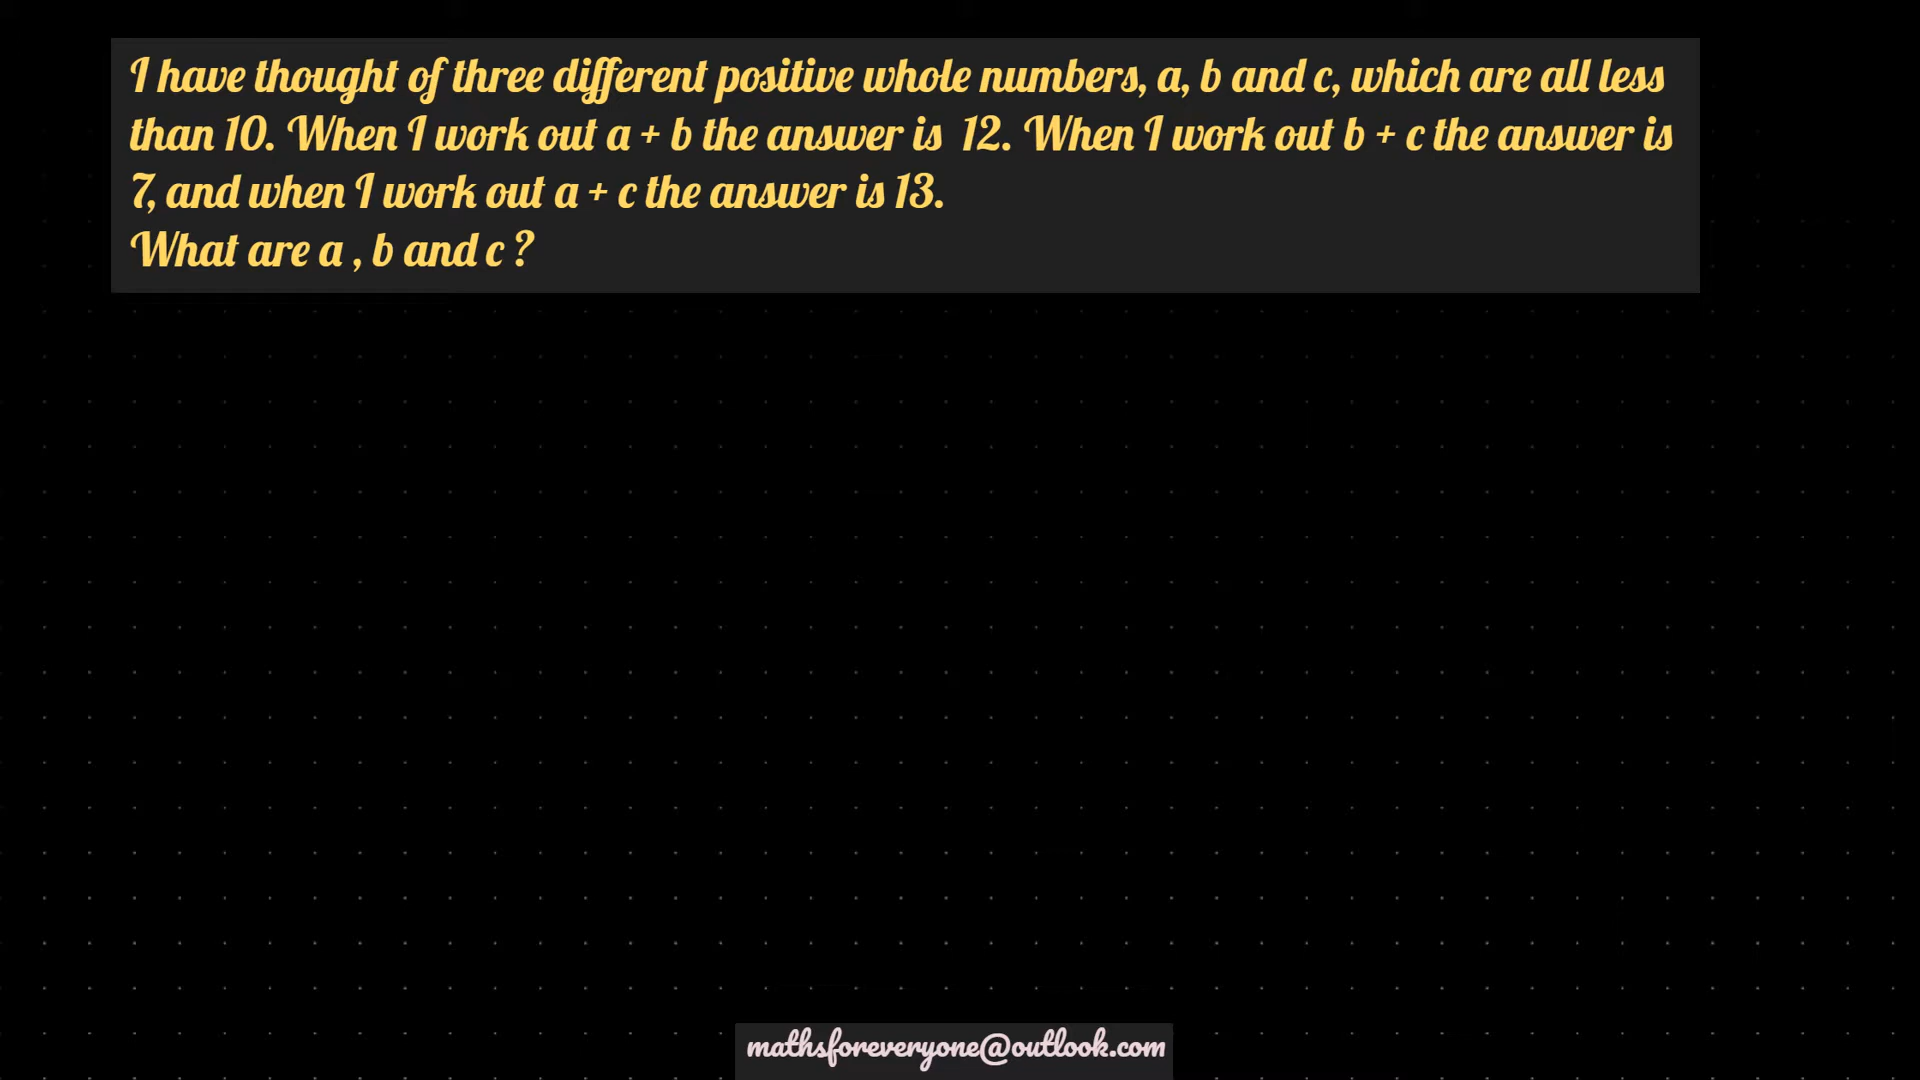 I have thought of three different positive whole numbers, a, b and c, which are all less
than 10. When I work out a + b the answer is 12. When I work out b + c the answer is
7, and when I work out a + c the answer is 13.
What are a , b and c ?
mathsforeveryone@outlook.com